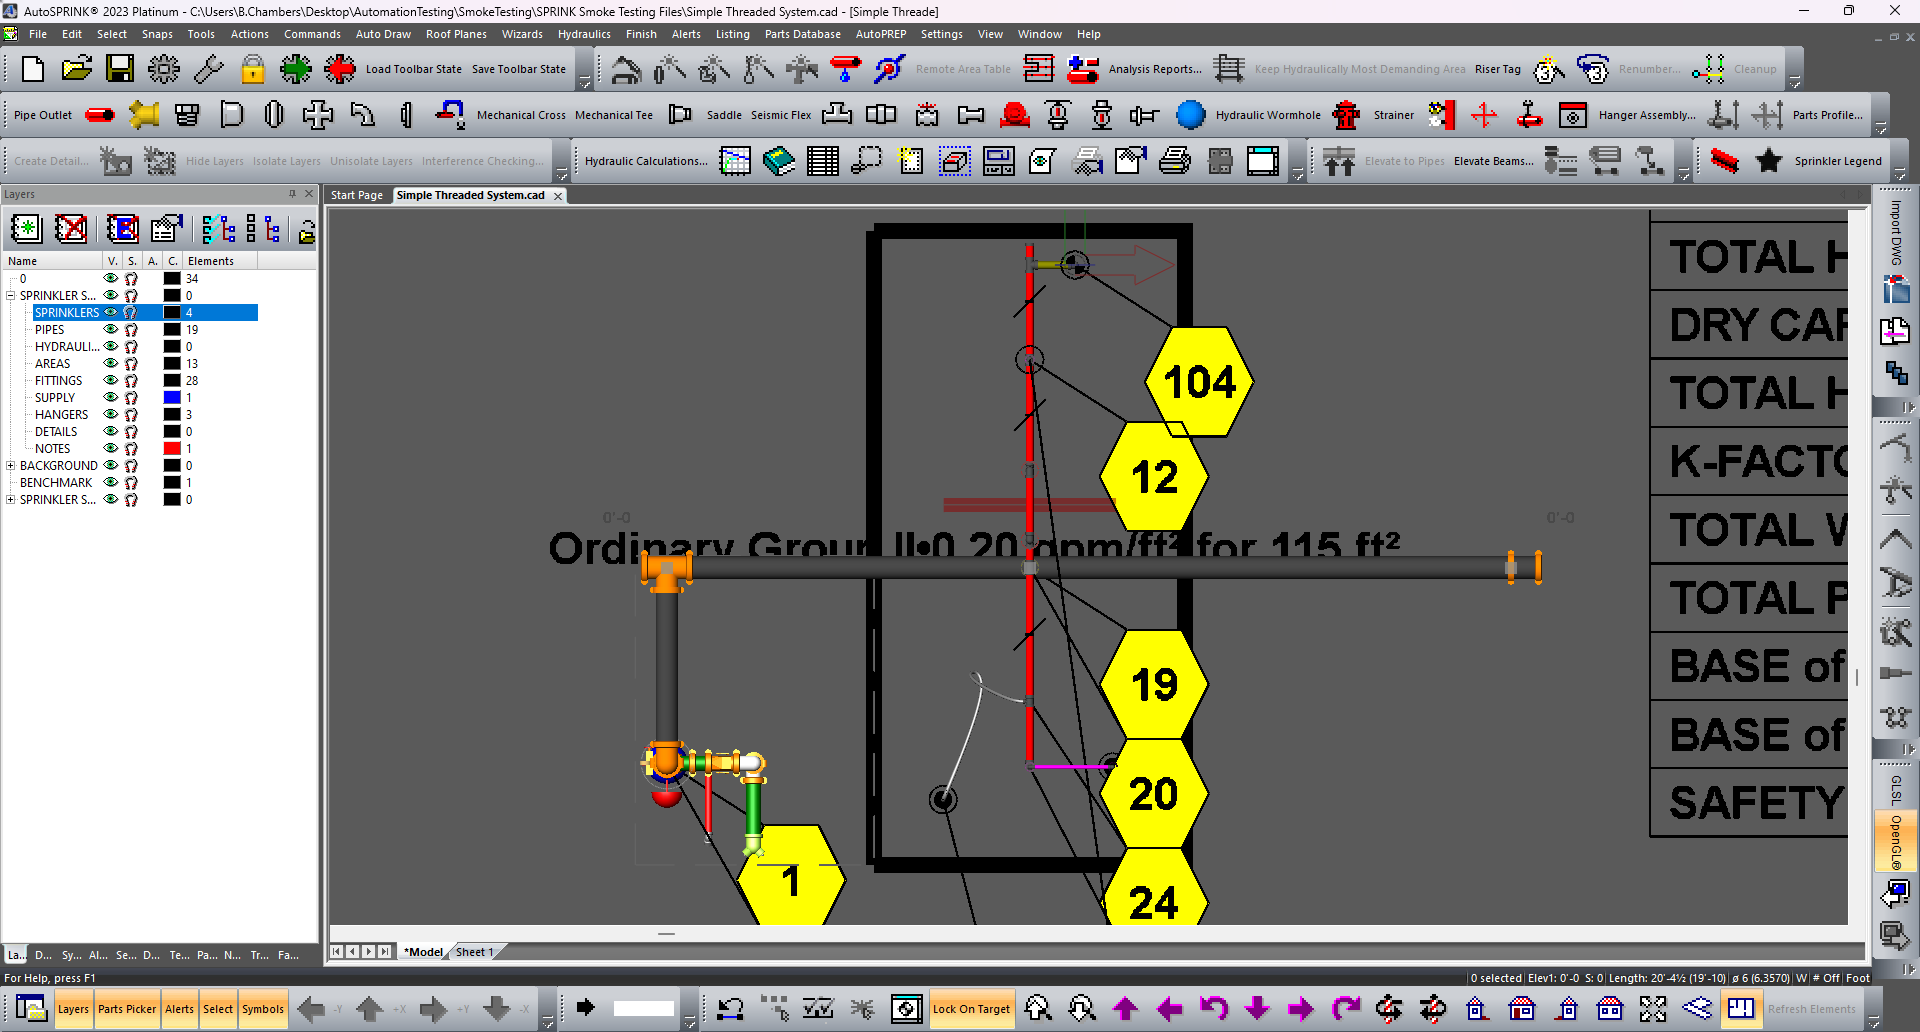 AutoSPRINK® 2023 Platinum - C:\Users\B.Chambers\Desktop\AutomationTesting\SmokeTesting\SPRINK Smoke Testing Files\Simple Threaded System.cad - [Simple Threade]
File Edit Select Snaps Tools Actions Commands Auto Draw Roof Planes Wizards Hydraulics Finish Alerts Listing Parts Database AutoPREP Settings View Window Help
Load Toolbar State Save Toolbar State Remote Area Table Analysis Reports... Keep Hydraulically Most Demanding Area Riser Tag Renumber... Cleanup
Pipe Outlet Mechanical Cross Mechanical Tee Saddle Seismic Flex Hydraulic Wormhole Strainer Hanger Assembly... Parts Profile...
Create Detail... Hide Layers Isolate Layers Unisolate Layers Interference Checking... Hydraulic Calculations... Elevate to Pipes Elevate Beams... Sprinkler Legend
Layers
Start Page Simple Threaded System.cad
Name V. S. A. C. Elements
0 34
SPRINKLER S... 0
SPRINKLERS 4
PIPES 19
HYDRAULI... 0
AREAS 13
FITTINGS 28
SUPPLY 1
HANGERS 3
DETAILS 0
NOTES 1
BACKGROUND 0
BENCHMARK 1
SPRINKLER S... 0
La... D... Sy... Al... Se... D... Te... Pa... N... Tr... Fa...
104
12
0'-0 0'-0
Ordinary Group II•0.20 gpm/ft² for 115 ft²
19
20
1
24
TOTAL H
DRY CAP
TOTAL H
K-FACTO
TOTAL W
TOTAL P
BASE of
BASE of
SAFETY
Import DWG
GLSL
OpenGL®
*Model Sheet 1
For Help, press F1
0 selected Elev1: 0'-0 S: 0 Length: 20'-4½ (19'-10) ø 6 (6.3570) W # Off Foot
Layers Parts Picker Alerts Select Symbols -Y +X +Y -X Lock On Target Refresh Elements